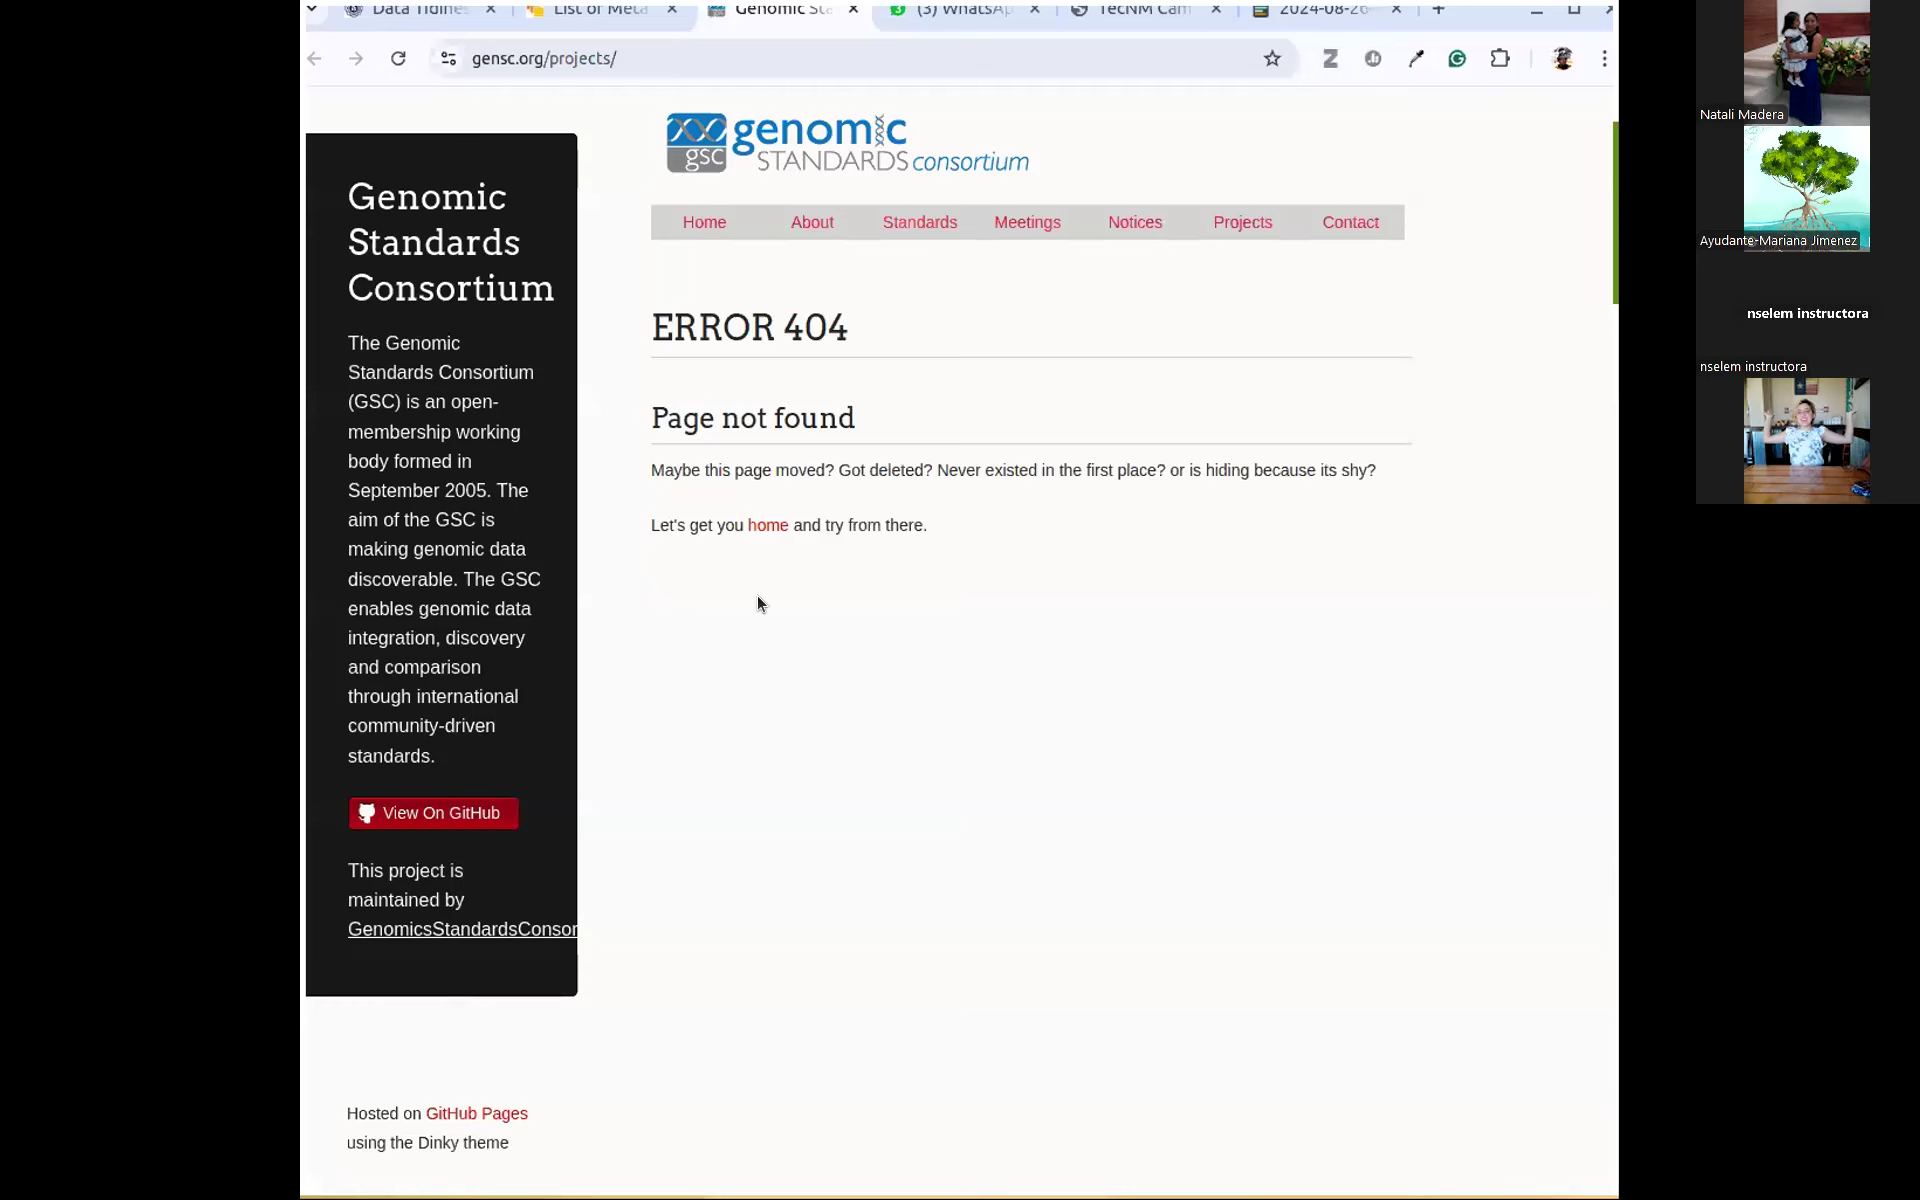 Data Tidines
List of Meta
Genomic Sta
(3) WhatsAp
TecNM Cam
2024-08-26
gensc.org/projects/
Genomic
Standards
Consortium
The Genomic
Standards Consortium
(GSC) is an open-
membership working
body formed in
September 2005. The
aim of the GSC is
making genomic data
discoverable. The GSC
enables genomic data
integration, discovery
and comparison
through international
community-driven
standards.
View On GitHub
This project is
maintained by
GenomicsStandardsConsor
Hosted on GitHub Pages
using the Dinky theme
gsc
genomic
STANDARDS consortium
Home About Standards Meetings Notices Projects Contact
ERROR 404
Page not found
Maybe this page moved? Got deleted? Never existed in the first place? or is hiding because its shy?
Let's get you home and try from there.
Natali Madera
Ayudante-Mariana Jimenez
nselem instructora
nselem instructora